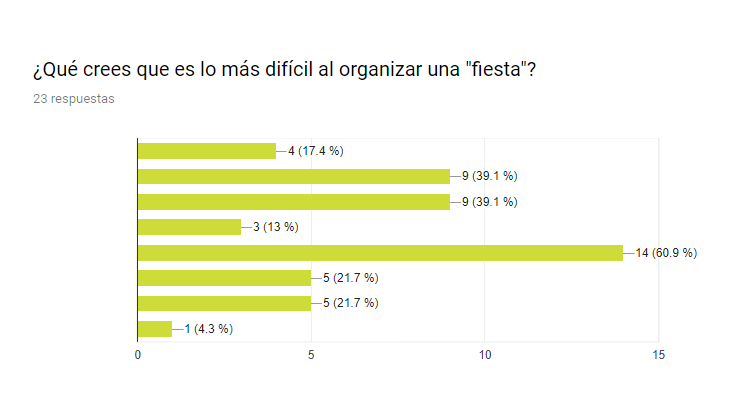 ¿Qué crees que es lo más difícil al organizar una "fiesta"?
23 respuestas
4 (17.4 %)
9 (39.1 %)
9 (39.1 %)
3 (13 %)
14 (60.9 %)
5 (21.7 %)
5 (21.7 %)
1 (4.3 %)
0 5 10 15